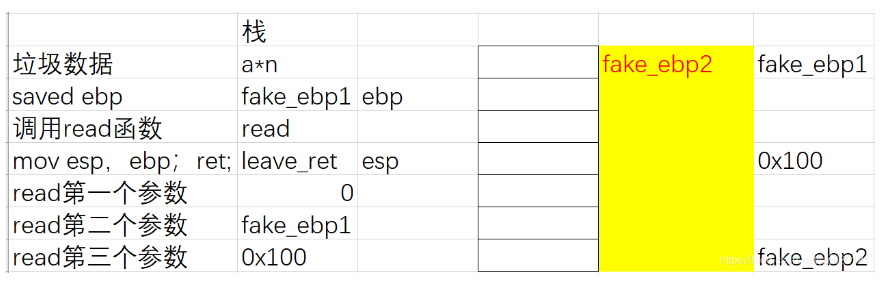 栈
垃圾数据 a*n fake_ebp2 fake_ebp1
saved ebp fake_ebp1 ebp
调用read函数 read
mov esp，ebp；ret; leave_ret esp 0x100
read第一个参数 0
read第二个参数 fake_ebp1
read第三个参数 0x100 fake_ebp2